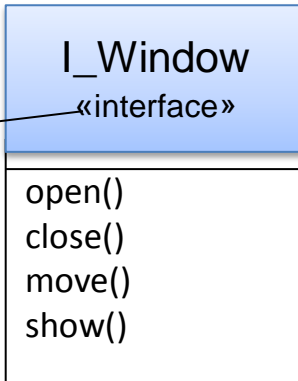 I_Window
«interface»
open()
close()
move()
show()